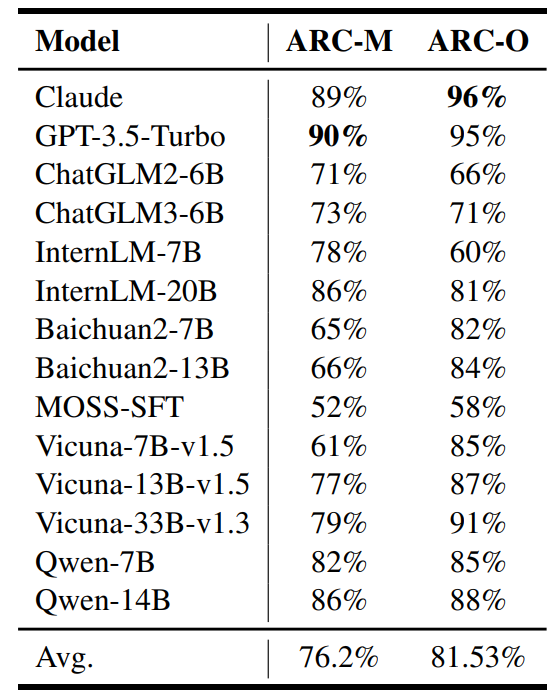 Model ARC-M ARC-O
Claude 89% 96%
GPT-3.5-Turbo 90% 95%
ChatGLM2-6B 71% 66%
ChatGLM3-6B 73% 71%
InternLM-7B 78% 60%
InternLM-20B 86% 81%
Baichuan2-7B 65% 82%
Baichuan2-13B 66% 84%
MOSS-SFT 52% 58%
Vicuna-7B-v1.5 61% 85%
Vicuna-13B-v1.5 77% 87%
Vicuna-33B-v1.3 79% 91%
Qwen-7B 82% 85%
Qwen-14B 86% 88%
Avg. 76.2% 81.53%